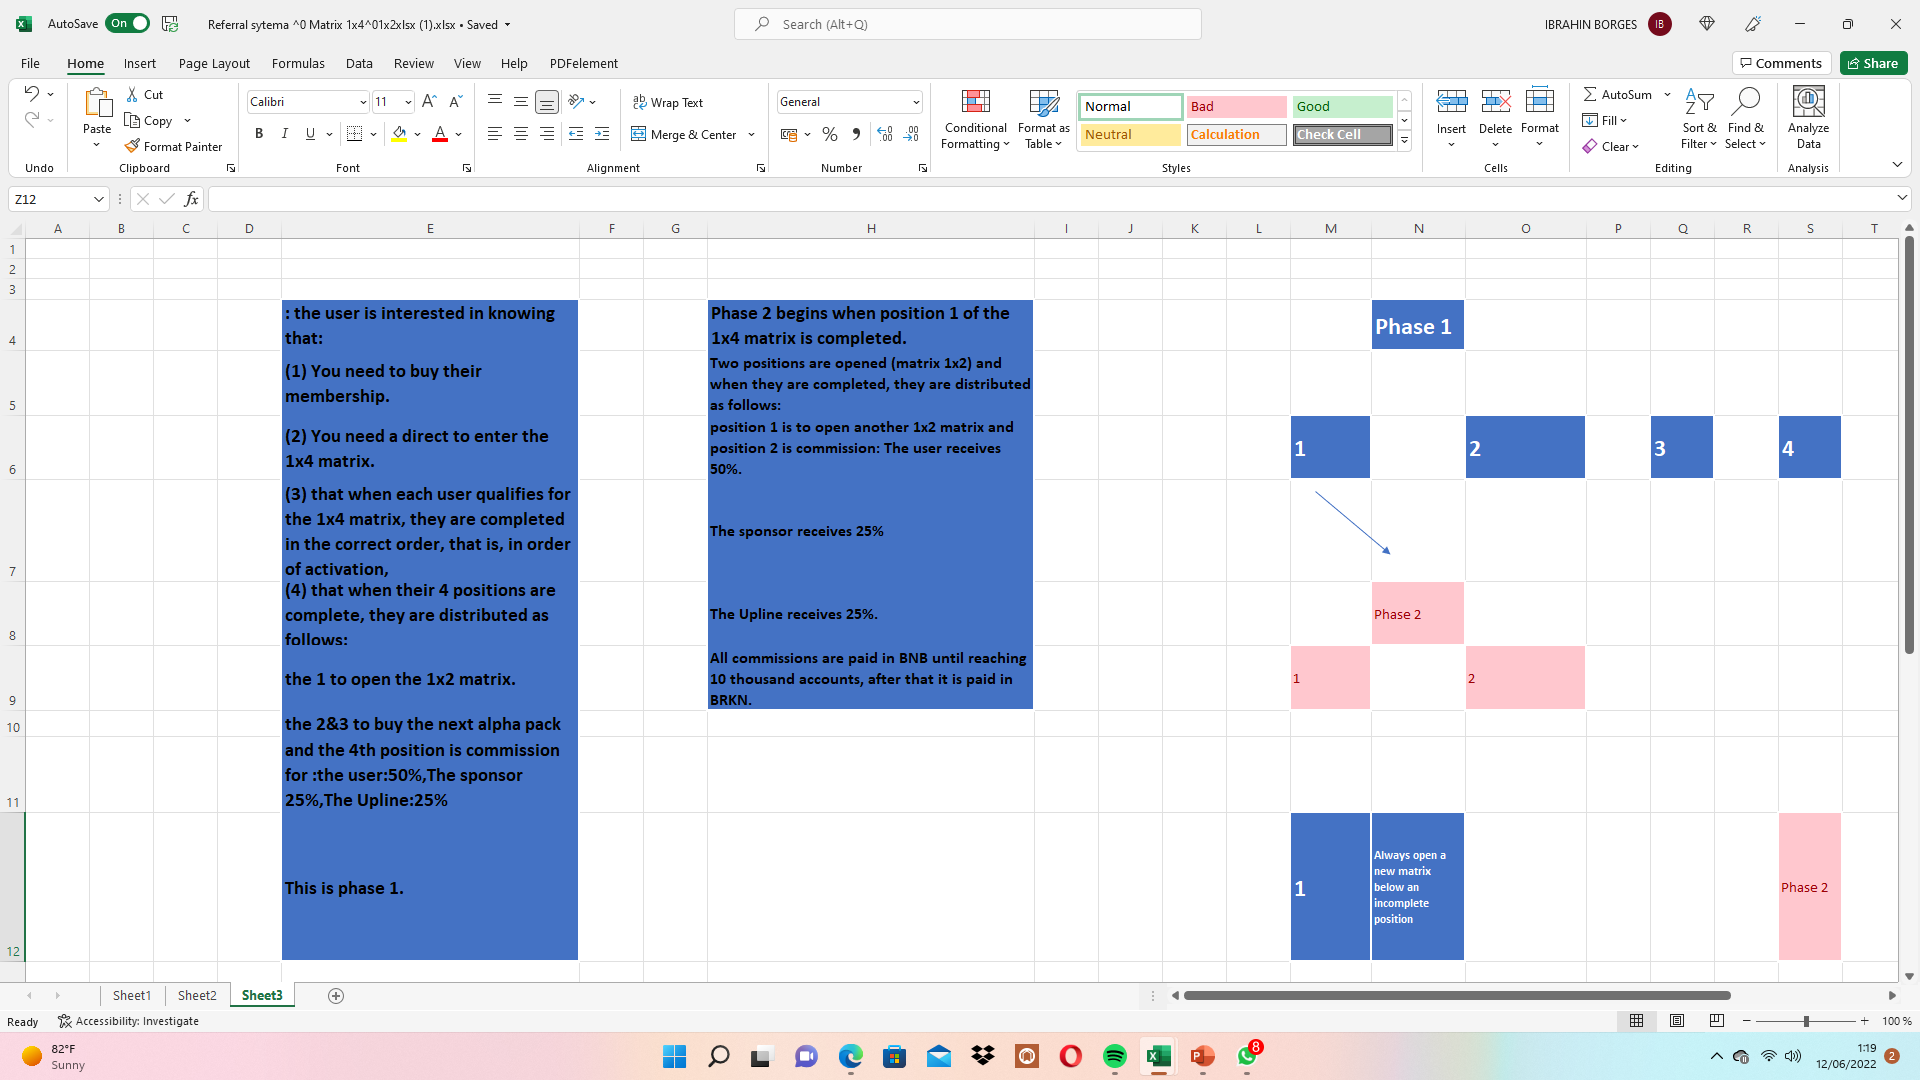 AutoSave On
Referral sytema ^0 Matrix 1x4^01x2xlsx (1).xlsx • Saved
Search (Alt+Q)
IBRAHIN BORGES IB
File Home Insert Page Layout Formulas Data Review View Help PDFelement
Comments Share
Cut
Copy
Format Painter
Paste
Undo
Clipboard
Calibri 11
B I U
Font
Wrap Text
Merge & Center
Alignment
General
Number
Conditional Formatting
Format as Table
Normal Bad Good
Neutral Calculation Check Cell
Styles
Insert Delete Format
Cells
AutoSum
Fill
Clear
Sort & Filter
Find & Select
Editing
Analyze Data
Analysis
Z12
fx
A B C D E F G H I J K L M N O P Q R S T
1
2
3
4
5
6
7
8
9
10
11
12
: the user is interested in knowing
that:
(1) You need to buy their
membership.
(2) You need a direct to enter the
1x4 matrix.
(3) that when each user qualifies for
the 1x4 matrix, they are completed
in the correct order, that is, in order
of activation,
(4) that when their 4 positions are
complete, they are distributed as
follows:
the 1 to open the 1x2 matrix.
the 2&3 to buy the next alpha pack
and the 4th position is commission
for :the user:50%,The sponsor
25%,The Upline:25%
This is phase 1.
Phase 2 begins when position 1 of the
1x4 matrix is completed.
Two positions are opened (matrix 1x2) and
when they are completed, they are distributed
as follows:
position 1 is to open another 1x2 matrix and
position 2 is commission: The user receives
50%.
The sponsor receives 25%
The Upline receives 25%.
All commissions are paid in BNB until reaching
10 thousand accounts, after that it is paid in
BRKN.
Phase 1
1 2 3 4
Phase 2
1 2
1
Always open a
new matrix
below an
incomplete
position
Phase 2
Sheet1 Sheet2 Sheet3
Ready Accessibility: Investigate
100 %
82°F
Sunny
8
1:19
12/06/2022
2